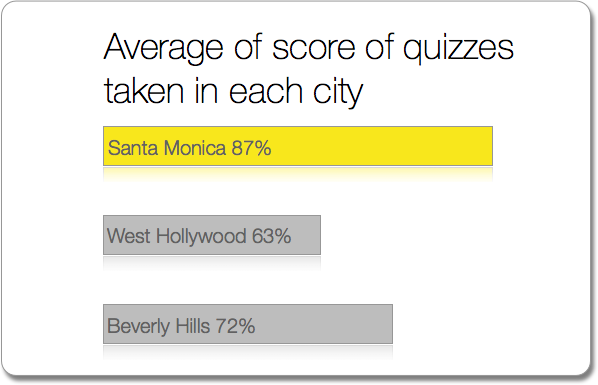 Average of score of quizzes
taken in each city
Santa Monica 87%
West Hollywood 63%
Beverly Hills 72%